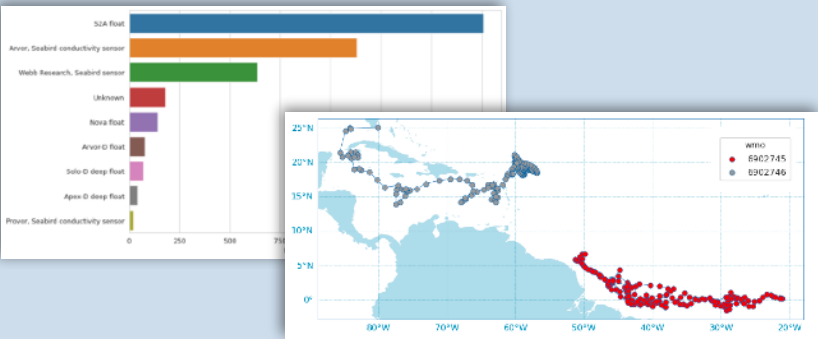 S2A float
Arvor, Seabird conductivity sensor
Webb Research, Seabird sensor
Unknown
Nova float
Arvor-D float
Solo-D deep float
Apex-D deep float
Provor, Seabird conductivity sensor
0 250 500
25°N
20°N
15°N
10°N
5°N
0°
80°W 70°W 60°W 50°W 40°W 30°W 20°W
wmo
6902745
6902746